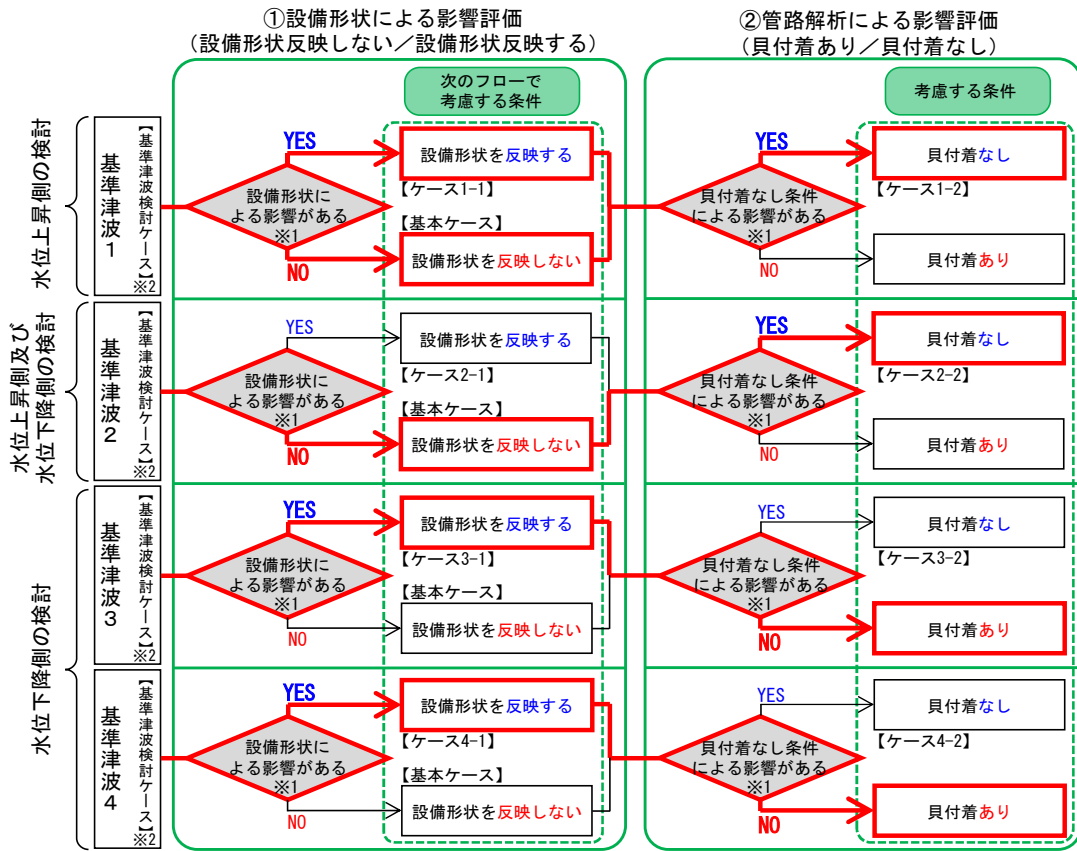 ①設備形状による影響評価
(設備形状反映しない／設備形状反映する)
②管路解析による影響評価
(貝付着あり／貝付着なし)
次のフローで
考慮する条件
考慮する条件
水位上昇側の検討
基準津波１
【基準津波検討ケース】※2
設備形状に
よる影響がある
※1
YES
設備形状を反映する
【ケース1-1】
【基本ケース】
NO
設備形状を反映しない
貝付着なし条件
による影響がある
※1
YES
貝付着なし
【ケース1-2】
NO
貝付着あり
水位上昇側及び
水位下降側の検討
基準津波２
【基準津波検討ケース】※2
設備形状に
よる影響がある
※1
YES
設備形状を反映する
【ケース2-1】
【基本ケース】
NO
設備形状を反映しない
貝付着なし条件
による影響がある
※1
YES
貝付着なし
【ケース2-2】
NO
貝付着あり
水位下降側の検討
基準津波３
【基準津波検討ケース】※2
設備形状に
よる影響がある
※1
YES
設備形状を反映する
【ケース3-1】
【基本ケース】
NO
設備形状を反映しない
貝付着なし条件
による影響がある
※1
YES
貝付着なし
【ケース3-2】
NO
貝付着あり
基準津波４
【基準津波検討ケース】※2
設備形状に
よる影響がある
※1
YES
設備形状を反映する
【ケース4-1】
【基本ケース】
NO
設備形状を反映しない
貝付着なし条件
による影響がある
※1
YES
貝付着なし
【ケース4-2】
NO
貝付着あり